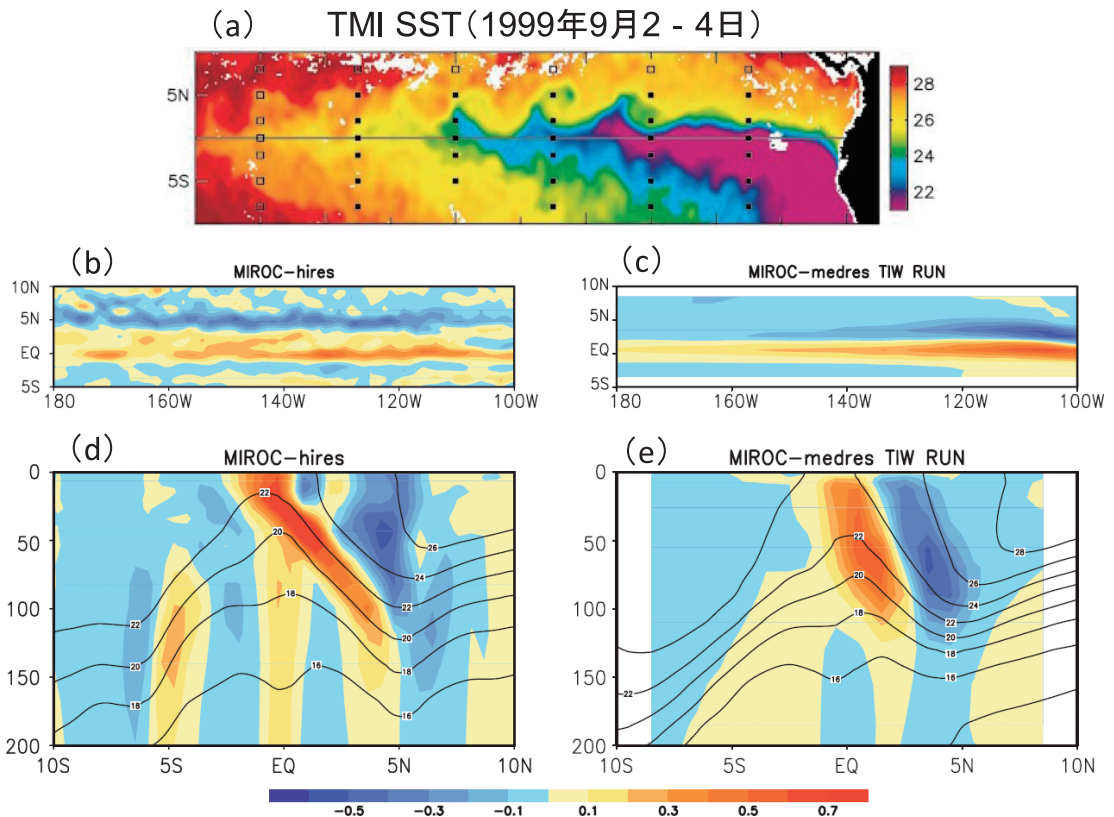 (a) TMI SST(1999年9月2 - 4日)
5N
5S
28
26
24
22
(b) MIROC-hires
10N
5N
EQ
5S
180 160W 140W 120W 100W
(c) MIROC-medres TIW RUN
10N
5N
EQ
5S
180 160W 140W 120W 100W
(d) MIROC-hires
0
50
100
150
200
10S 5S EQ 5N 10N
22
20
18
16
26
24
22
20
18
16
22
20
18
(e) MIROC-medres TIW RUN
0
50
100
150
200
10S 5S EQ 5N 10N
22
20
18
16
28
26
24
22
20
18
16
22
-0.5 -0.3 -0.1 0.1 0.3 0.5 0.7